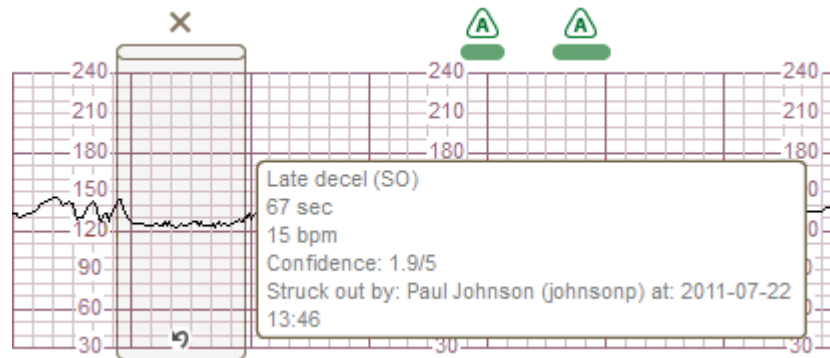 A A
240 240 240
210 210 210
180 180 180
150
120
90
60
30 30 30
Late decel (SO)
67 sec
15 bpm
Confidence: 1.9/5
Struck out by: Paul Johnson (johnsonp) at: 2011-07-22
13:46